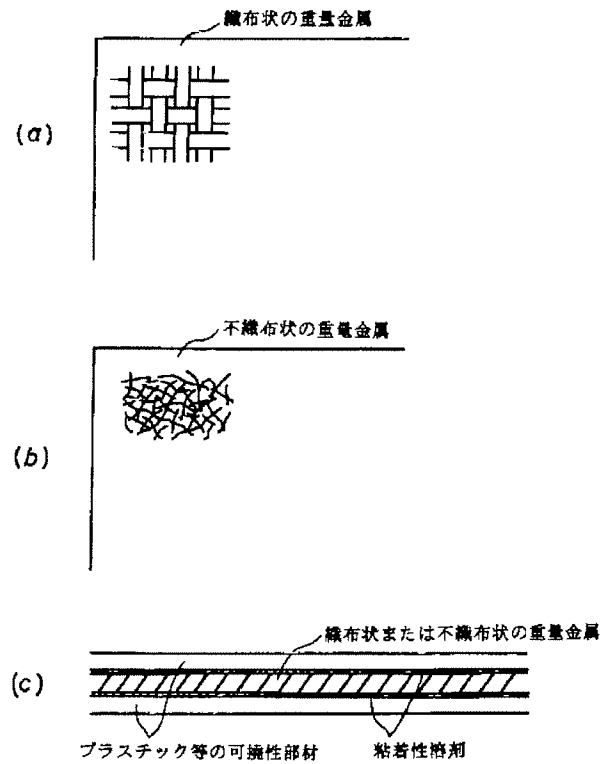 織布状の重量金属
(a)
不織布状の重量金属
(b)
織布状または不織布状の重量金属
(c)
プラスチック等の可撓性部材
粘着性溶剤